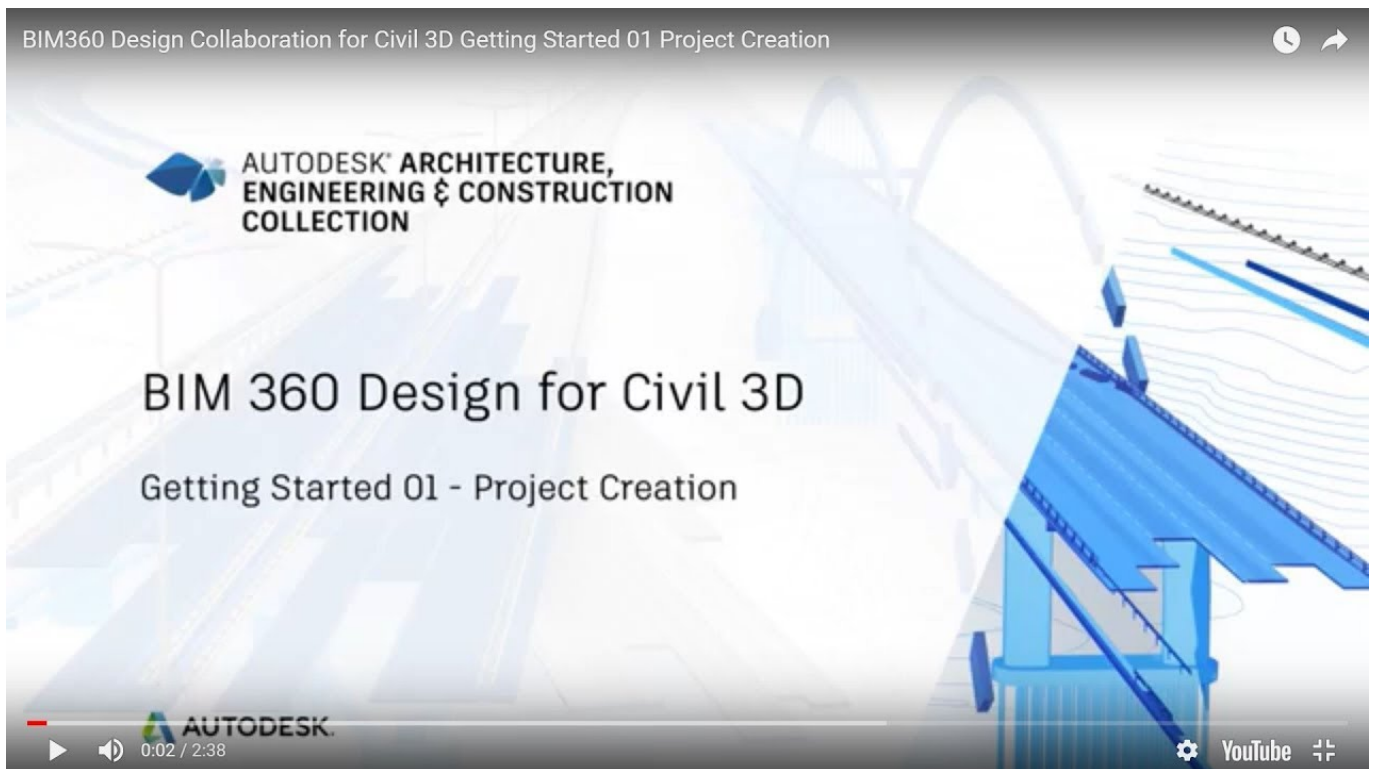 BIM360 Design Collaboration for Civil 3D Getting Started 01 Project Creation
AUTODESK® ARCHITECTURE,
ENGINEERING & CONSTRUCTION
COLLECTION
BIM 360 Design for Civil 3D
Getting Started 01 - Project Creation
AUTODESK.
0:02 / 2:38
YouTube